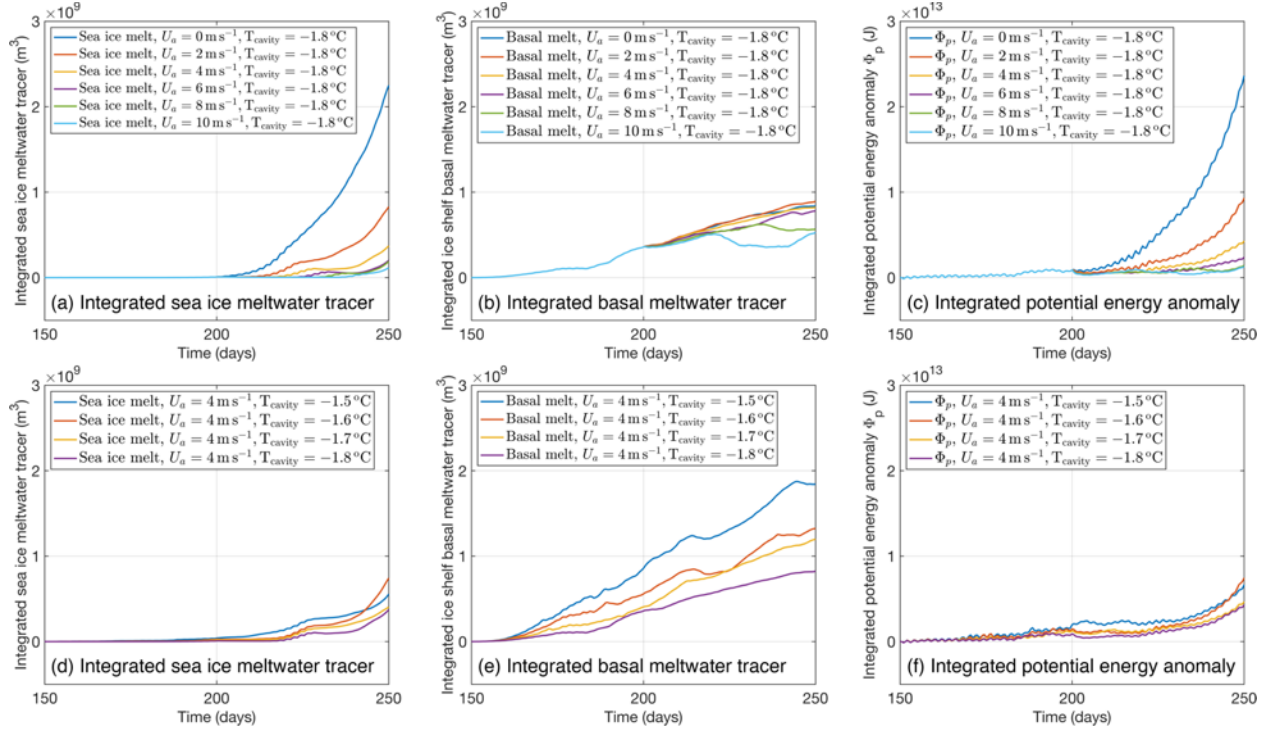 ×10⁹
3
2
1
0
Integrated sea ice meltwater tracer (m³)
Sea ice melt, Uₐ = 0 m s⁻¹, T_cavity = −1.8 °C
Sea ice melt, Uₐ = 2 m s⁻¹, T_cavity = −1.8 °C
Sea ice melt, Uₐ = 4 m s⁻¹, T_cavity = −1.8 °C
Sea ice melt, Uₐ = 6 m s⁻¹, T_cavity = −1.8 °C
Sea ice melt, Uₐ = 8 m s⁻¹, T_cavity = −1.8 °C
Sea ice melt, Uₐ = 10 m s⁻¹, T_cavity = −1.8 °C
(a) Integrated sea ice meltwater tracer
150 200 250
Time (days)
×10⁹
3
2
1
0
Integrated ice shelf basal meltwater tracer (m³)
Basal melt, Uₐ = 0 m s⁻¹, T_cavity = −1.8 °C
Basal melt, Uₐ = 2 m s⁻¹, T_cavity = −1.8 °C
Basal melt, Uₐ = 4 m s⁻¹, T_cavity = −1.8 °C
Basal melt, Uₐ = 6 m s⁻¹, T_cavity = −1.8 °C
Basal melt, Uₐ = 8 m s⁻¹, T_cavity = −1.8 °C
Basal melt, Uₐ = 10 m s⁻¹, T_cavity = −1.8 °C
(b) Integrated basal meltwater tracer
150 200 250
Time (days)
×10¹³
3
2
1
0
Integrated potential energy anomaly Φₚ (J)
Φₚ, Uₐ = 0 m s⁻¹, T_cavity = −1.8 °C
Φₚ, Uₐ = 2 m s⁻¹, T_cavity = −1.8 °C
Φₚ, Uₐ = 4 m s⁻¹, T_cavity = −1.8 °C
Φₚ, Uₐ = 6 m s⁻¹, T_cavity = −1.8 °C
Φₚ, Uₐ = 8 m s⁻¹, T_cavity = −1.8 °C
Φₚ, Uₐ = 10 m s⁻¹, T_cavity = −1.8 °C
(c) Integrated potential energy anomaly
150 200 250
Time (days)
×10⁹
3
2
1
0
Integrated sea ice meltwater tracer (m³)
Sea ice melt, Uₐ = 4 m s⁻¹, T_cavity = −1.5 °C
Sea ice melt, Uₐ = 4 m s⁻¹, T_cavity = −1.6 °C
Sea ice melt, Uₐ = 4 m s⁻¹, T_cavity = −1.7 °C
Sea ice melt, Uₐ = 4 m s⁻¹, T_cavity = −1.8 °C
(d) Integrated sea ice meltwater tracer
150 200 250
Time (days)
×10⁹
3
2
1
0
Integrated ice shelf basal meltwater tracer (m³)
Basal melt, Uₐ = 4 m s⁻¹, T_cavity = −1.5 °C
Basal melt, Uₐ = 4 m s⁻¹, T_cavity = −1.6 °C
Basal melt, Uₐ = 4 m s⁻¹, T_cavity = −1.7 °C
Basal melt, Uₐ = 4 m s⁻¹, T_cavity = −1.8 °C
(e) Integrated basal meltwater tracer
150 200 250
Time (days)
×10¹³
3
2
1
0
Integrated potential energy anomaly Φₚ (J)
Φₚ, Uₐ = 4 m s⁻¹, T_cavity = −1.5 °C
Φₚ, Uₐ = 4 m s⁻¹, T_cavity = −1.6 °C
Φₚ, Uₐ = 4 m s⁻¹, T_cavity = −1.7 °C
Φₚ, Uₐ = 4 m s⁻¹, T_cavity = −1.8 °C
(f) Integrated potential energy anomaly
150 200 250
Time (days)